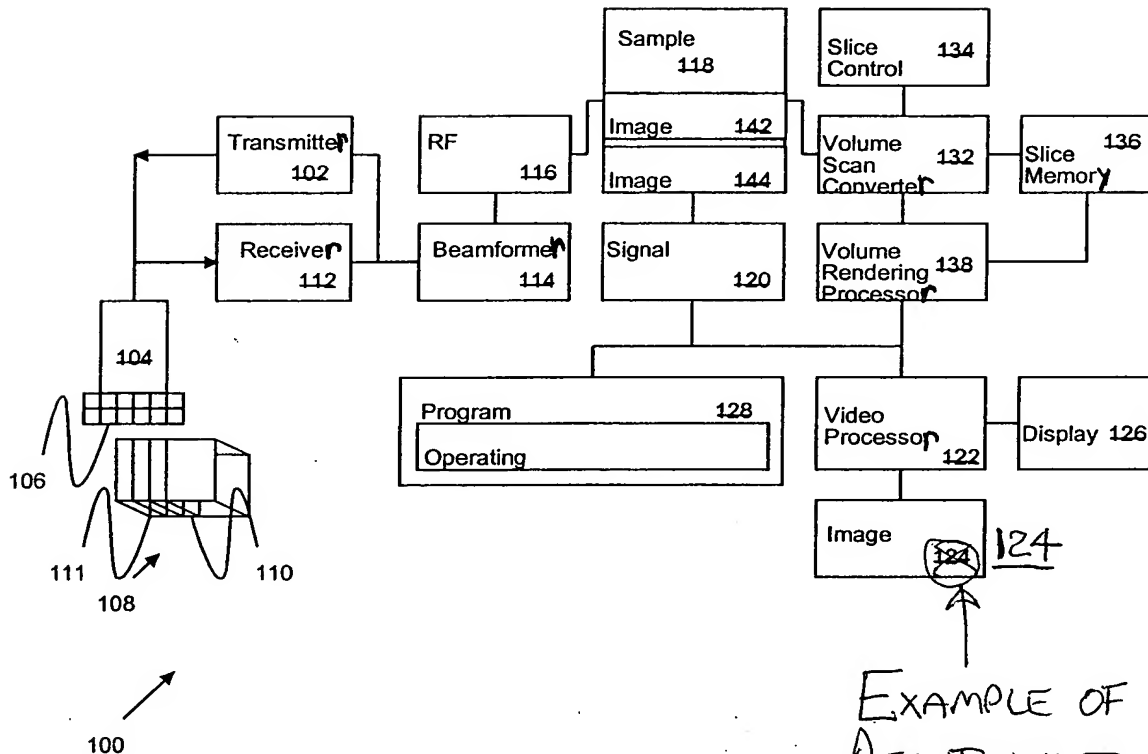 Sample
118
Slice
Control
134
Transmitter
102
RF
116
Image 142
Image 144
Volume
Scan
Converter
132
136
Slice
Memory
Receiver
112
Beamformer
114
Signal
120
Volume
Rendering
Processor
138
104
106
Program 128
Operating
Video
Processor
122
Display 126
Image
124
124
111
108
110
100
EXAMPLE OF